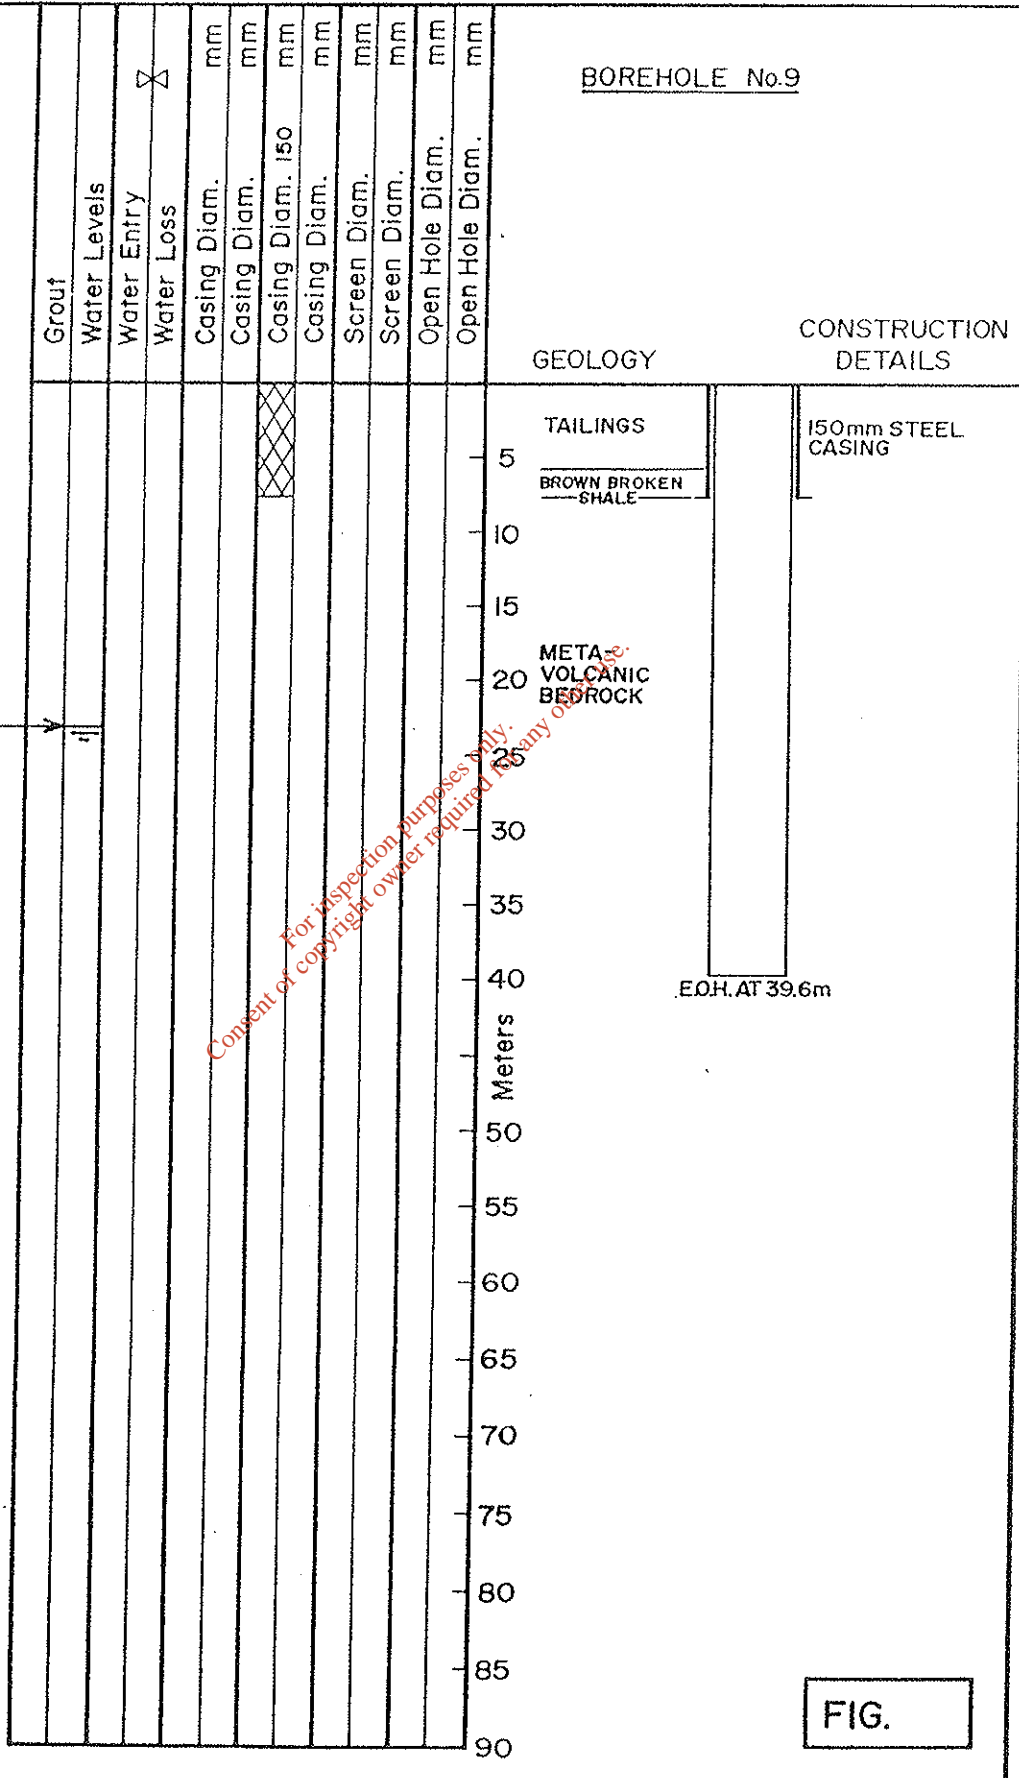 Grout
Water Levels
Water Entry
Water Loss
Casing Diam. mm
Casing Diam. mm
Casing Diam. 150 mm
Casing Diam. mm
Screen Diam. mm
Screen Diam. mm
Open Hole Diam. mm
Open Hole Diam. mm
BOREHOLE No.9
GEOLOGY
CONSTRUCTION
DETAILS
TAILINGS
150mm STEEL
CASING
5
BROWN BROKEN
SHALE
10
15
META-
VOLCANIC
BEDROCK
20
25
30
35
40
E.O.H. AT 39.6m
Meters
50
55
60
65
70
75
80
85
90
For inspection purposes only.
Consent of copyright owner required for any other use.
FIG.